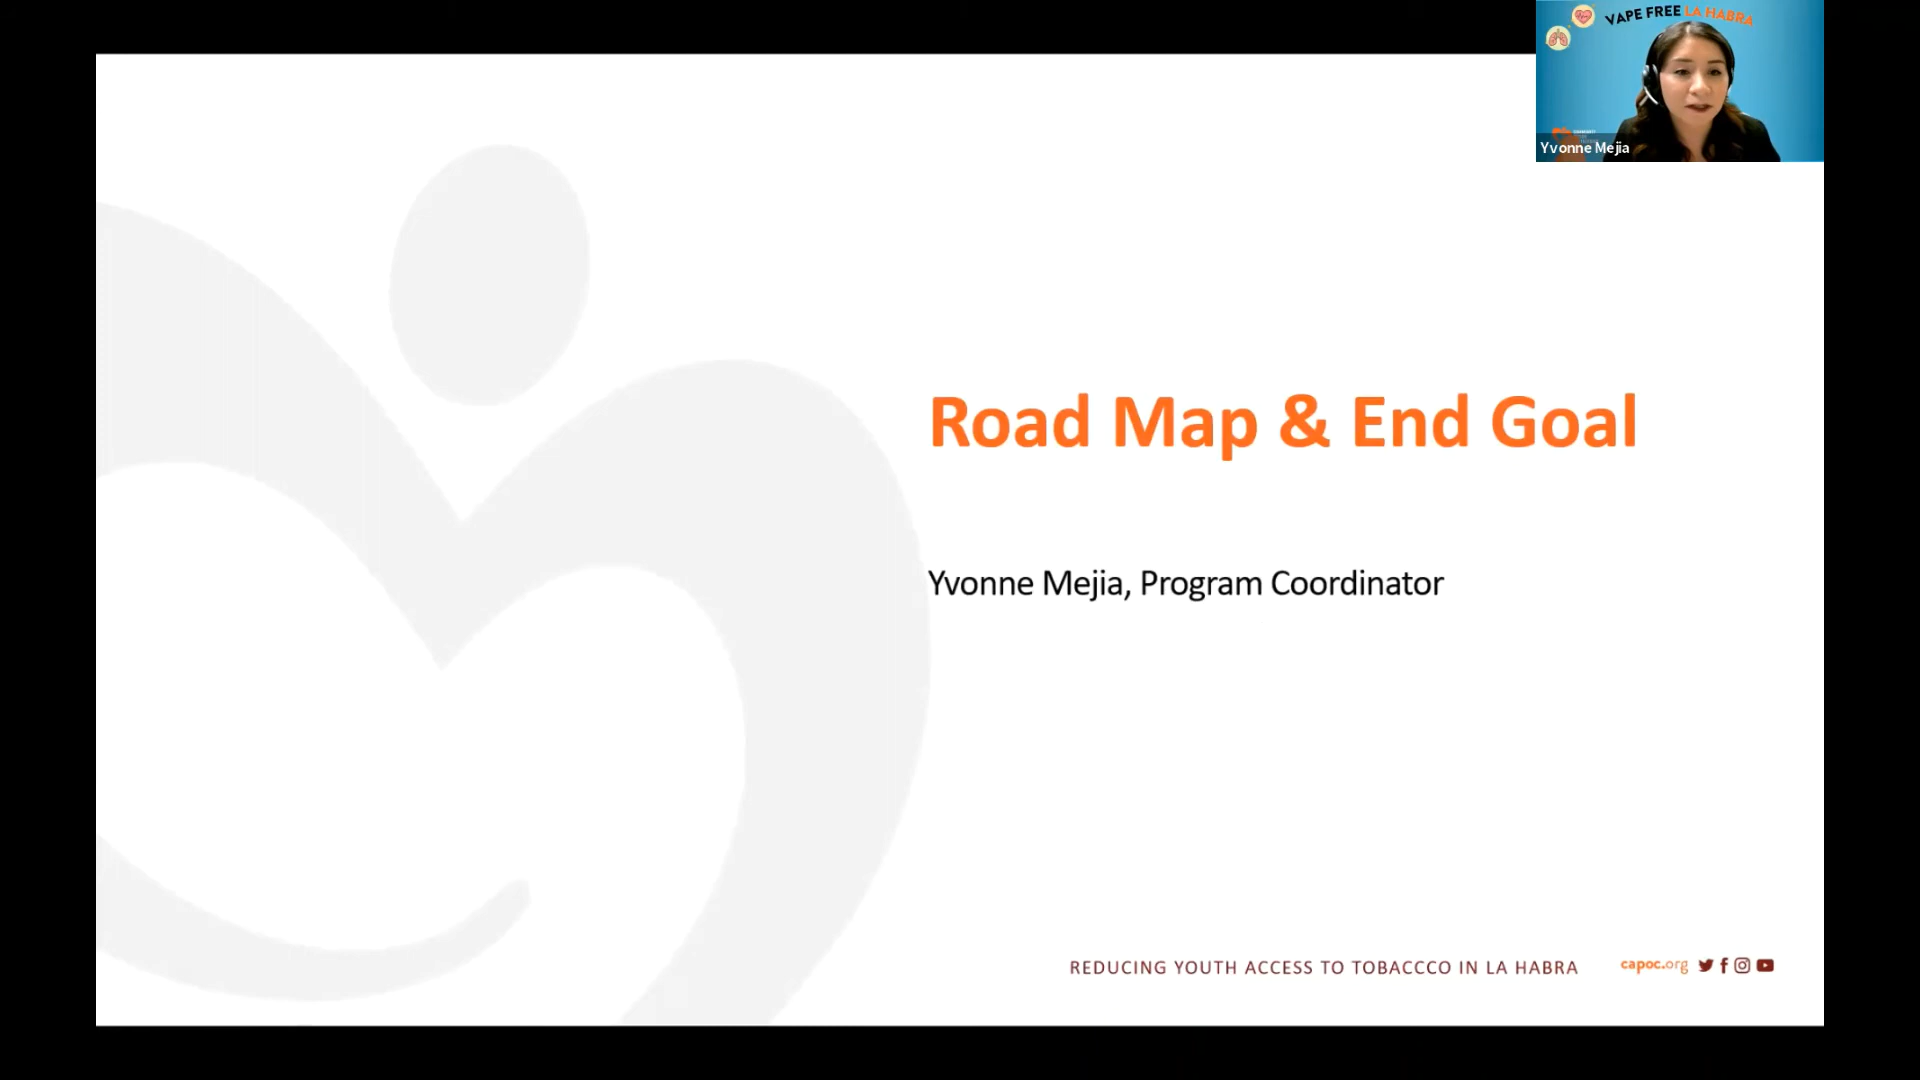 VAPE FREE LA HABRA
Yvonne Mejia
Road Map & End Goal
Yvonne Mejia, Program Coordinator
REDUCING YOUTH ACCESS TO TOBACCCO IN LA HABRA
capoc.org